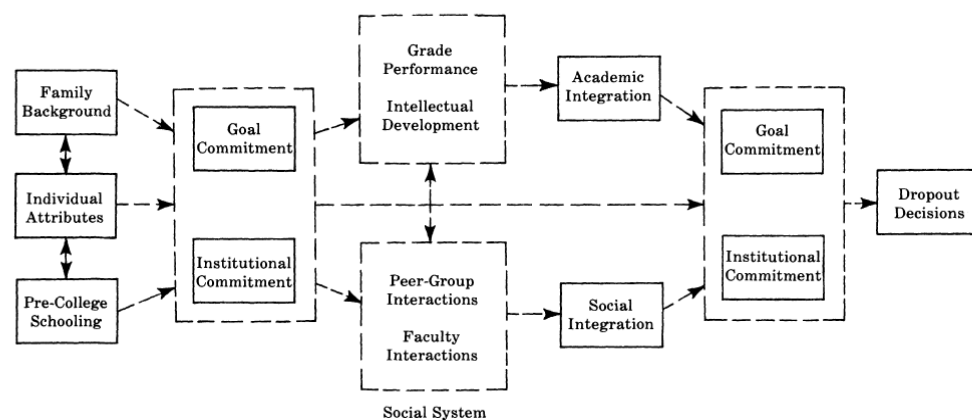 Family
Background
Individual
Attributes
Pre-College
Schooling
Goal
Commitment
Institutional
Commitment
Grade
Performance
Intellectual
Development
Peer-Group
Interactions
Faculty
Interactions
Social System
Academic
Integration
Social
Integration
Goal
Commitment
Institutional
Commitment
Dropout
Decisions